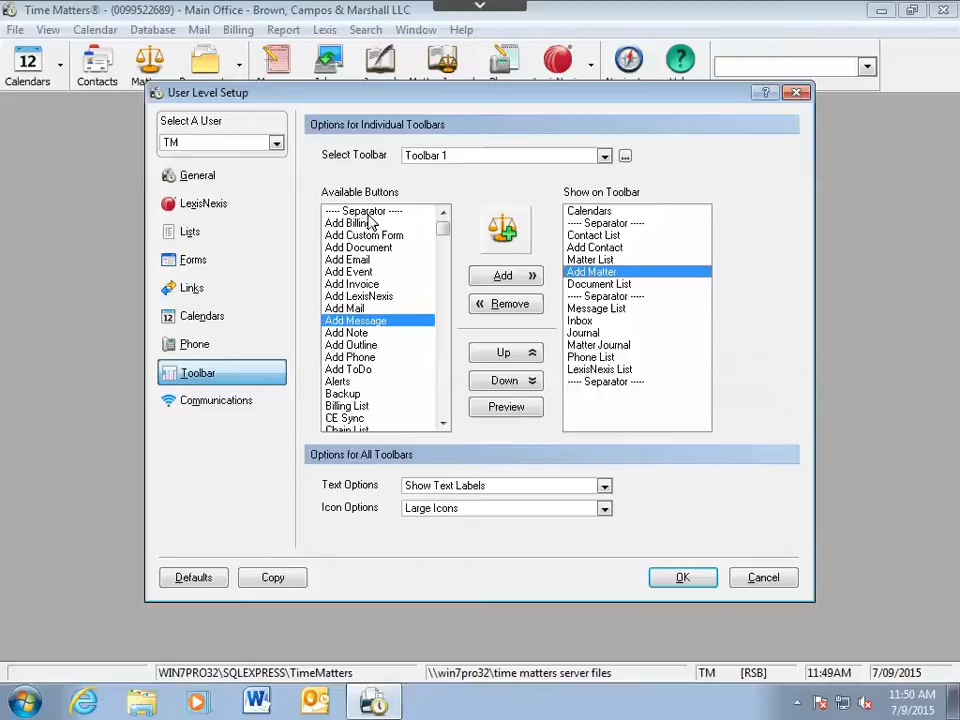 Time Matters® - (0099522689) - Main Office - Brown, Campos & Marshall LLC
File View Calendar Database Mail Billing Report Lexis Search Window Help
12
Calendars Contacts
User Level Setup
?
Select A User
TM
General
LexisNexis
Lists
Forms
Links
12 Calendars
Phone
Toolbar
Communications
Options for Individual Toolbars
Select Toolbar Toolbar 1 ...
Available Buttons
----- Separator -----
Add Billing
Add Custom Form
Add Document
Add Email
Add Event
Add Invoice
Add LexisNexis
Add Mail
Add Message
Add Note
Add Outline
Add Phone
Add ToDo
Alerts
Backup
Billing List
CE Sync
Chain List
Add »
« Remove
Up
Down
Preview
Show on Toolbar
Calendars
----- Separator -----
Contact List
Add Contact
Matter List
Add Matter
Document List
----- Separator -----
Message List
Inbox
Journal
Matter Journal
Phone List
LexisNexis List
----- Separator -----
Options for All Toolbars
Text Options Show Text Labels
Icon Options Large Icons
Defaults Copy OK Cancel
WIN7PRO32\SQLEXPRESS\TimeMatters \\win7pro32\time matters server files TM [RSB] 11:49AM 7/09/2015
11:50 AM
7/9/2015